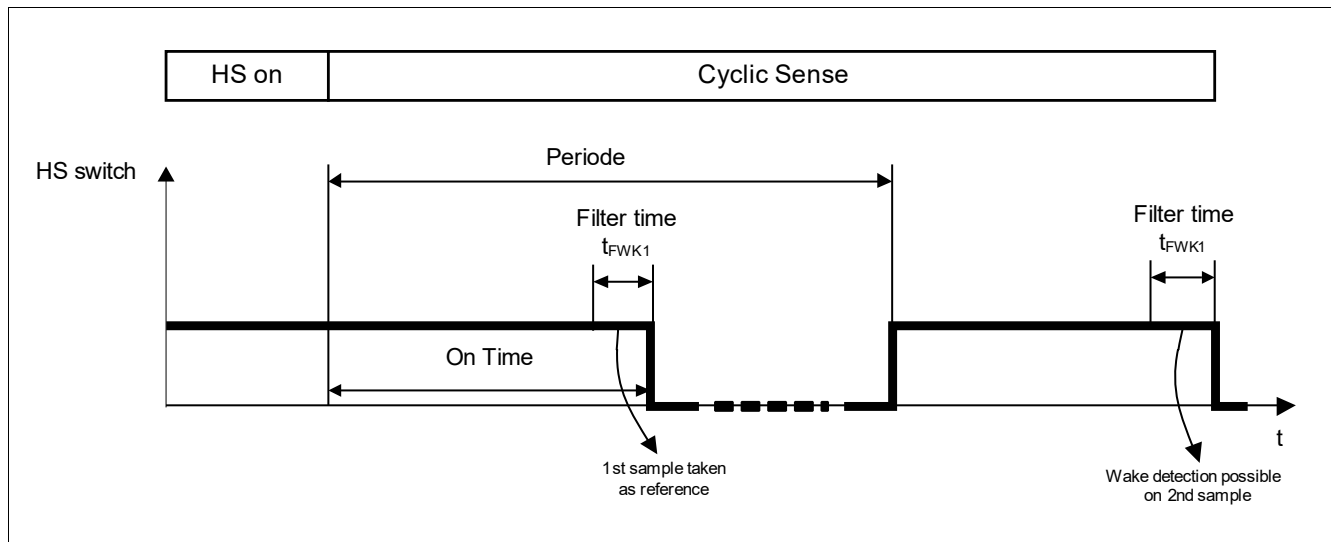 HS on
Cyclic Sense
HS switch
Periode
Filter time
tFWK1
Filter time
tFWK1
On Time
t
1st sample taken
as reference
Wake detection possible
on 2nd sample